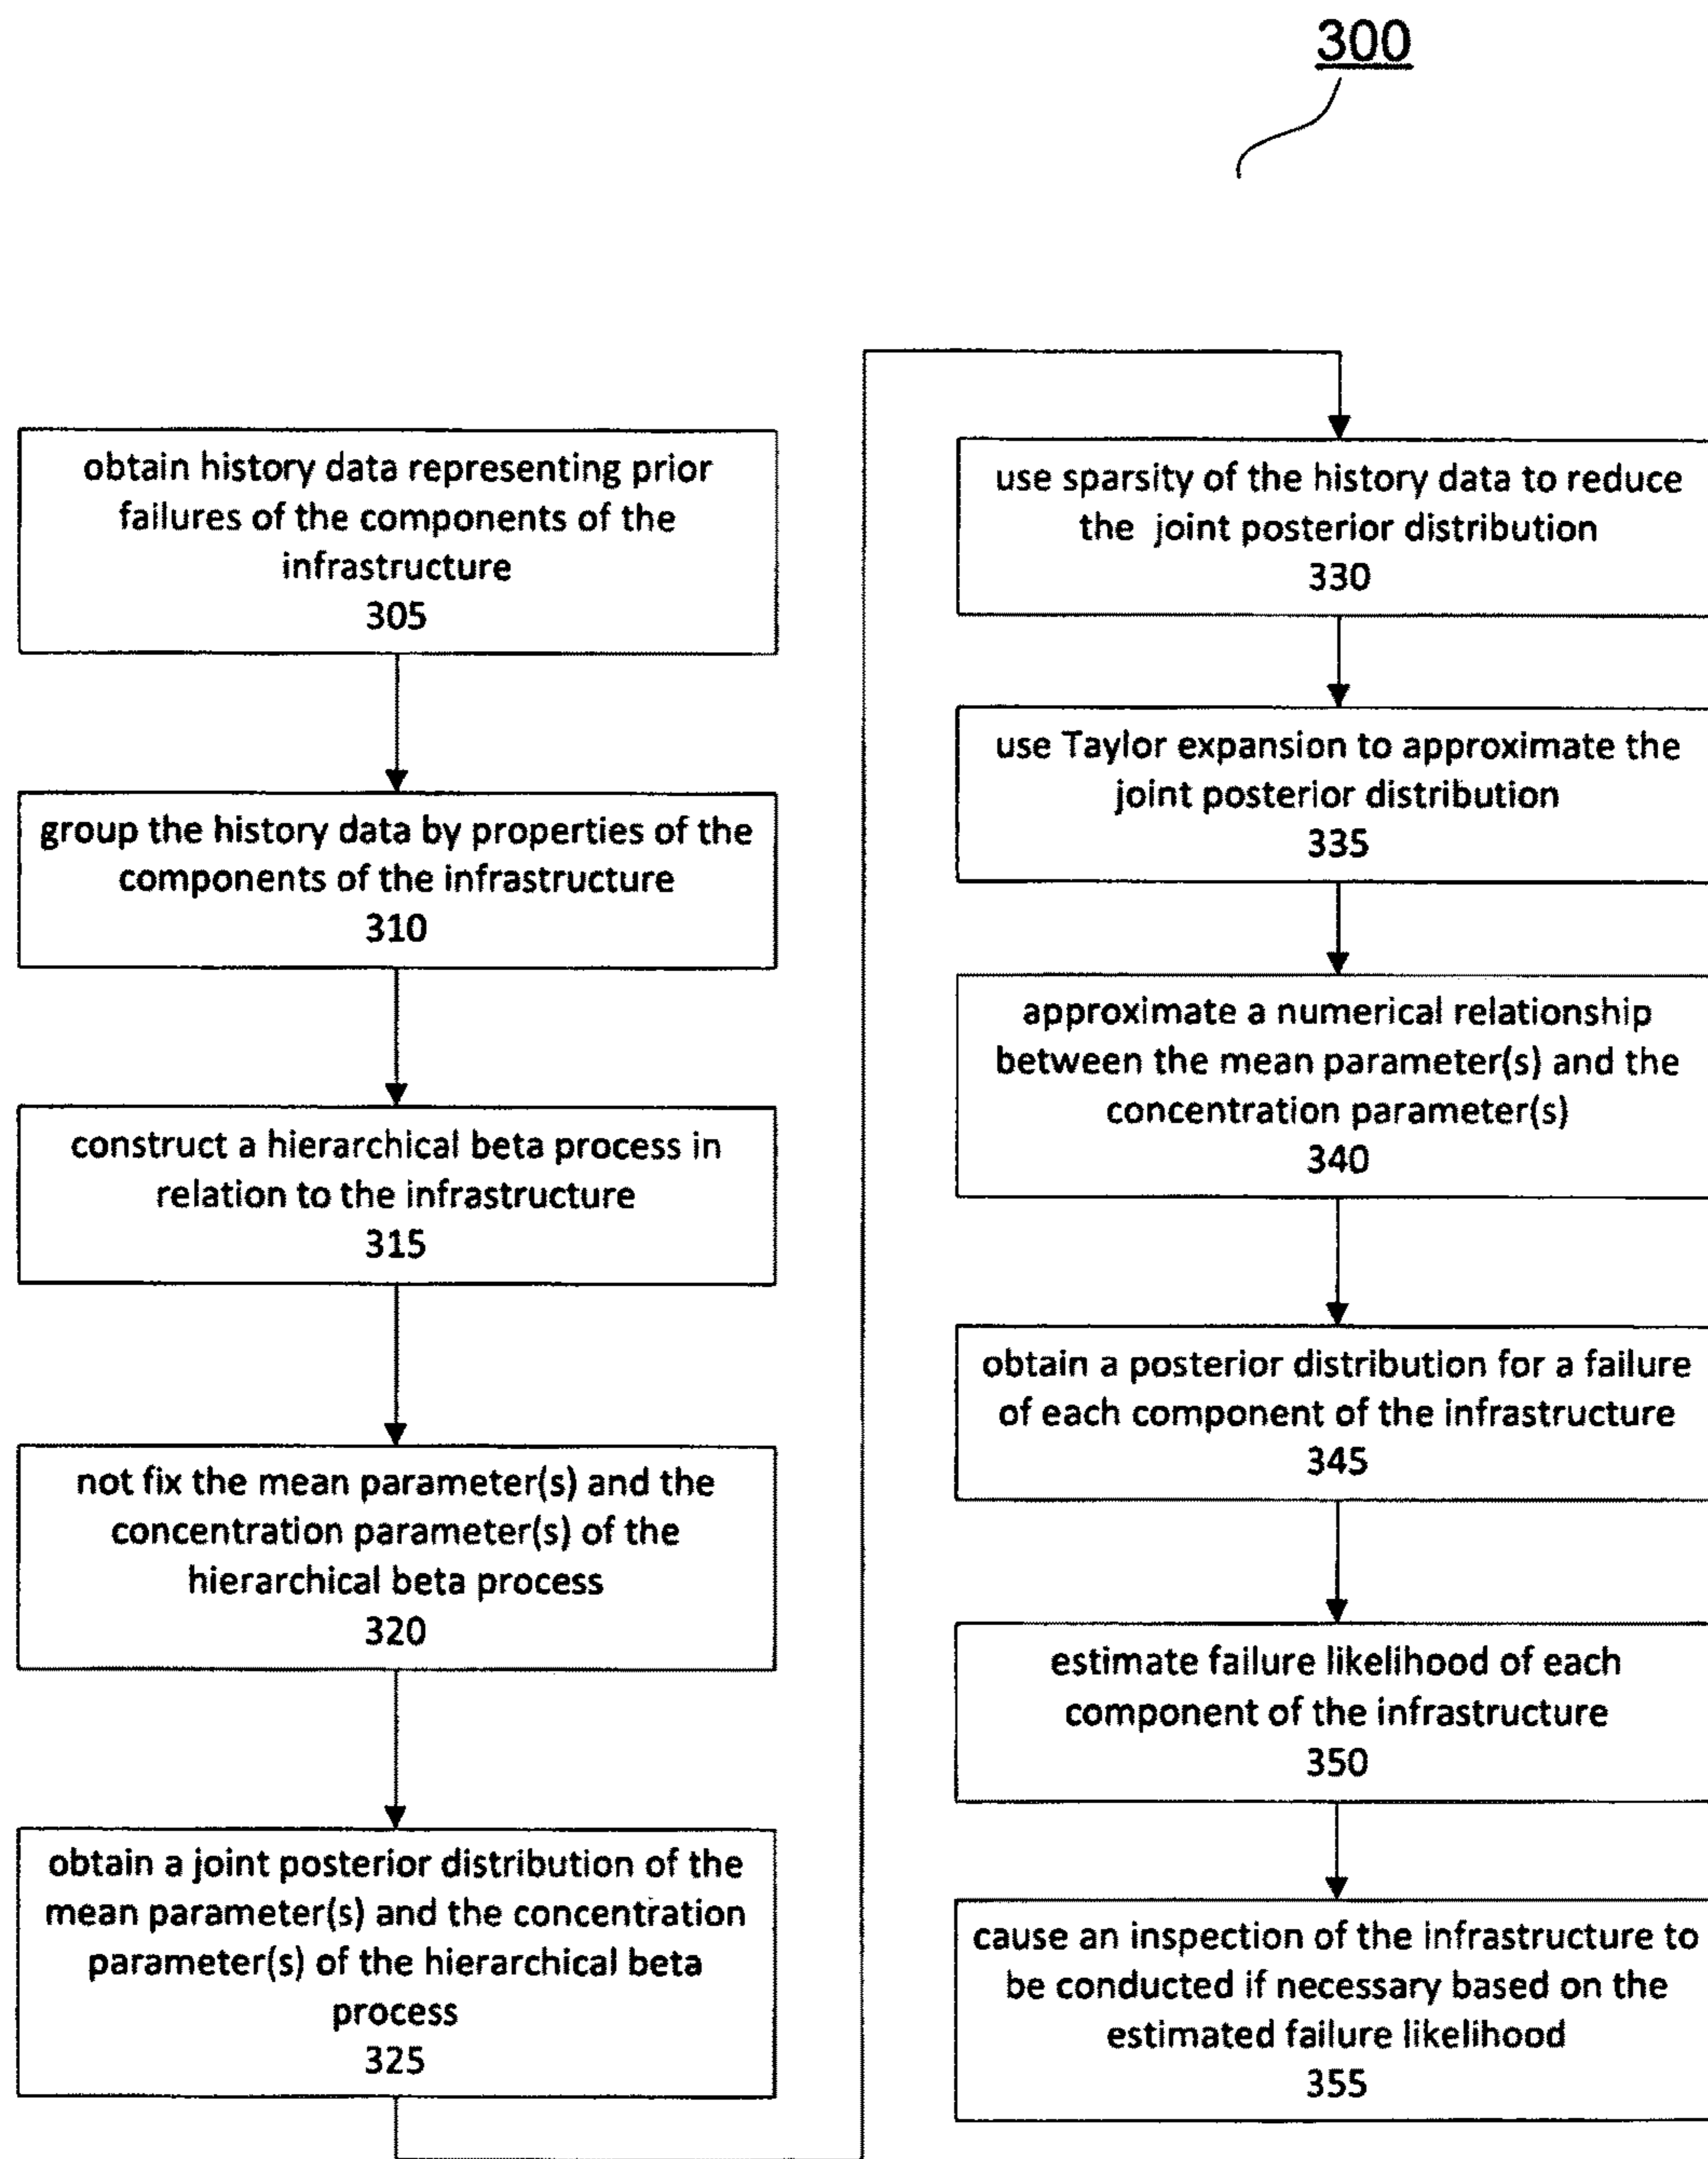 300
obtain history data representing prior
failures of the components of the
infrastructure
305
group the history data by properties of the
components of the infrastructure
310
construct a hierarchical beta process in
relation to the infrastructure
315
not fix the mean parameter(s) and the
concentration parameter(s) of the
hierarchical beta process
320
obtain a joint posterior distribution of the
mean parameter(s) and the concentration
parameter(s) of the hierarchical beta
process
325
use sparsity of the history data to reduce
the joint posterior distribution
330
use Taylor expansion to approximate the
joint posterior distribution
335
approximate a numerical relationship
between the mean parameter(s) and the
concentration parameter(s)
340
obtain a posterior distribution for a failure
of each component of the infrastructure
345
estimate failure likelihood of each
component of the infrastructure
350
cause an inspection of the infrastructure to
be conducted if necessary based on the
estimated failure likelihood
355